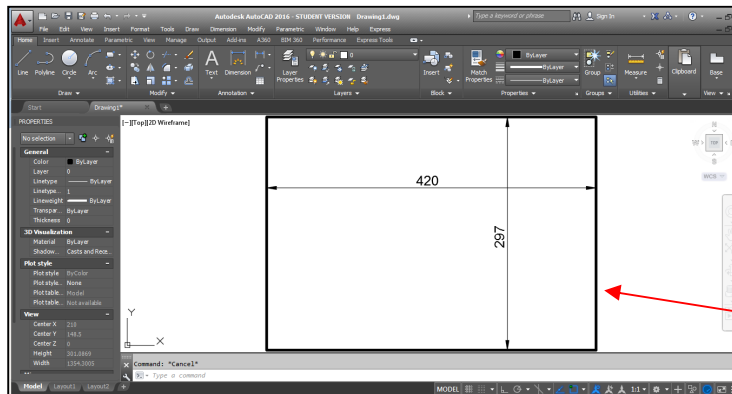 Autodesk AutoCAD 2016 - STUDENT VERSION Drawing1.dwg
Type a keyword or phrase
Sign In
File Edit View Insert Format Tools Draw Dimension Modify Parametric Window Help Express
Home Insert Annotate Parametric View Manage Output Add-ins A360 BIM 360 Performance Express Tools
Line Polyline Circle Arc
Text Dimension
Layer Properties
0
Insert
Match Properties
ByLayer
ByLayer
ByLayer
Group
Measure
Clipboard
Base
Draw Modify Annotation Layers Block Properties Groups Utilities View
Start Drawing1*
PROPERTIES
No selection
General
Color ByLayer
Layer 0
Linetype ByLayer
Linetype... 1
Lineweight ByLayer
Transpar... ByLayer
Thickness 0
3D Visualization
Material ByLayer
Shadow... Casts and Rece...
Plot style
Plot style ByColor
Plot style... None
Plot table... Model
Plot table... Not available
View
Center X 210
Center Y 148.5
Center Z 0
Height 301.8869
Width 1354.3005
[-][Top][2D Wireframe]
420
297
Y
X
N
W
TOP
S
WCS
Command: *Cancel*
Type a command
Model Layout1 Layout2 +
MODEL
1:1